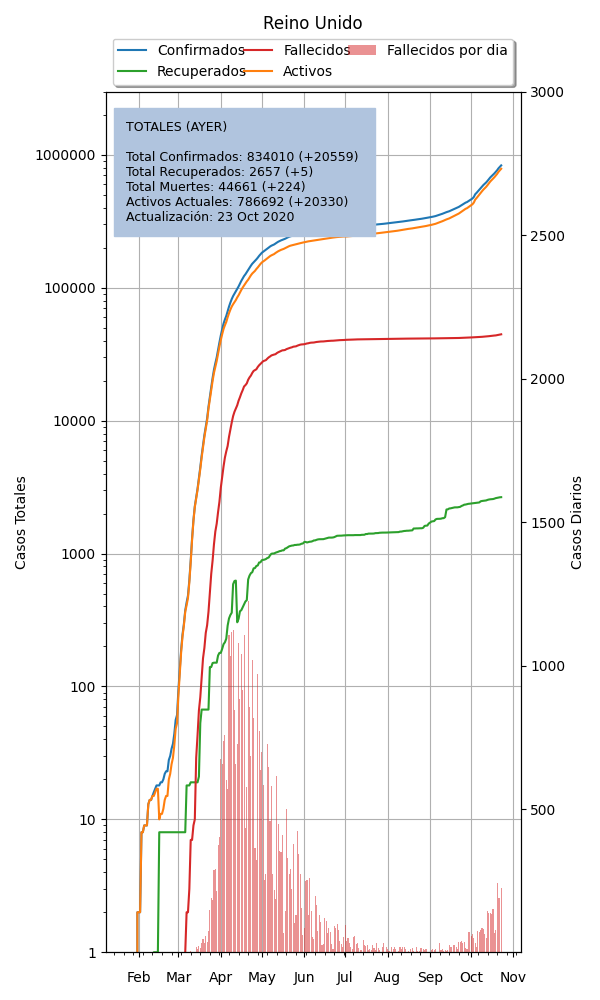 Reino Unido
Confirmados
Recuperados
Fallecidos
Activos
Fallecidos por dia
TOTALES (AYER)
Total Confirmados: 834010 (+20559)
Total Recuperados: 2657 (+5)
Total Muertes: 44661 (+224)
Activos Actuales: 786692 (+20330)
Actualización: 23 Oct 2020
Casos Totales
1000000
100000
10000
1000
100
10
1
Casos Diarios
3000
2500
2000
1500
1000
500
Feb Mar Apr May Jun Jul Aug Sep Oct Nov